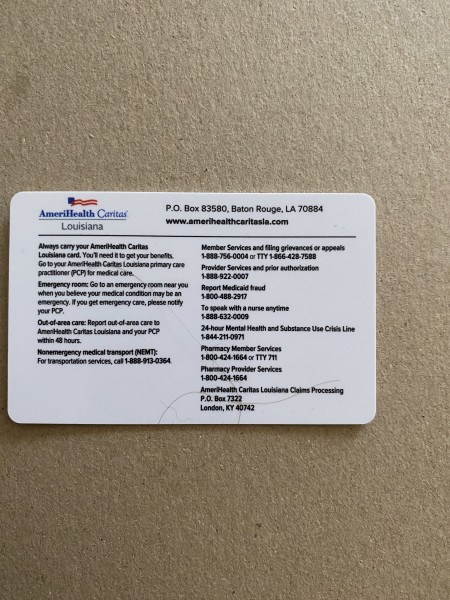 AmeriHealth Caritas
Louisiana
P.O. Box 83580, Baton Rouge, LA 70884
www.amerihealthcaritasla.com
Always carry your AmeriHealth Caritas
Louisiana card. You'll need it to get your benefits.
Go to your AmeriHealth Caritas Louisiana primary care
practitioner (PCP) for medical care.
Emergency room: Go to an emergency room near you
when you believe your medical condition may be an
emergency. If you get emergency care, please notify
your PCP.
Out-of-area care: Report out-of-area care to
AmeriHealth Caritas Louisiana and your PCP
within 48 hours.
Nonemergency medical transport (NEMT):
For transportation services, call 1-888-913-0364.
Member Services and filing grievances or appeals
1-888-756-0004 or TTY 1-866-428-7588
Provider Services and prior authorization
1-888-922-0007
Report Medicaid fraud
1-800-488-2917
To speak with a nurse anytime
1-888-632-0009
24-hour Mental Health and Substance Use Crisis Line
1-844-211-0971
Pharmacy Member Services
1-800-424-1664 or TTY 711
Pharmacy Provider Services
1-800-424-1664
AmeriHealth Caritas Louisiana Claims Processing
P.O. Box 7322
London, KY 40742